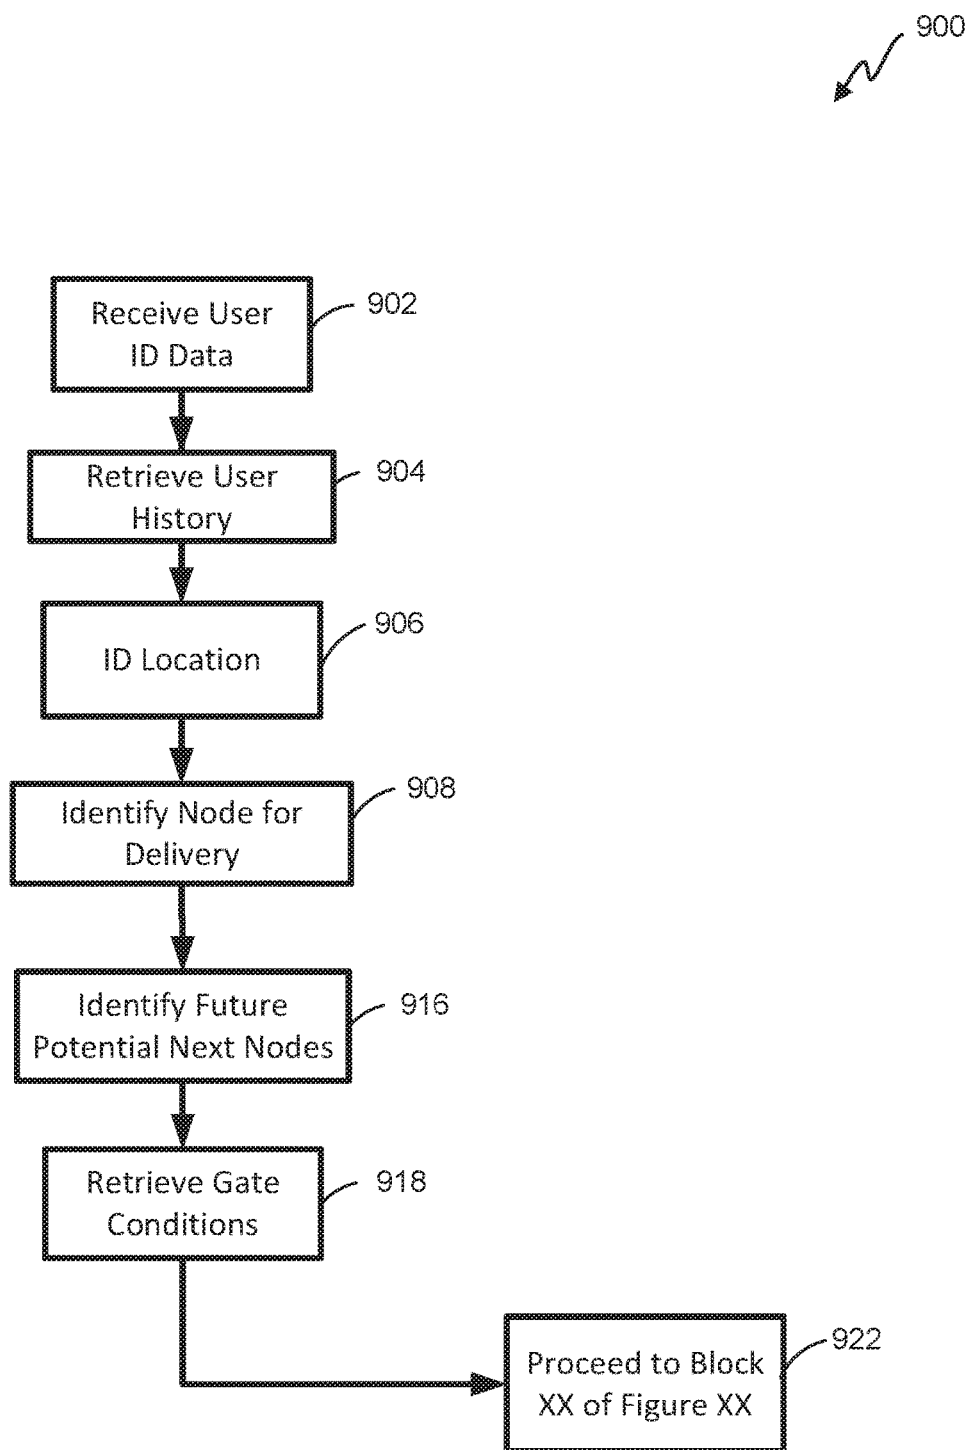 900
Receive User
ID Data
902
Retrieve User
History
904
ID Location
906
Identify Node for
Delivery
908
Identify Future
Potential Next Nodes
916
Retrieve Gate
Conditions
918
Proceed to Block
XX of Figure XX
922